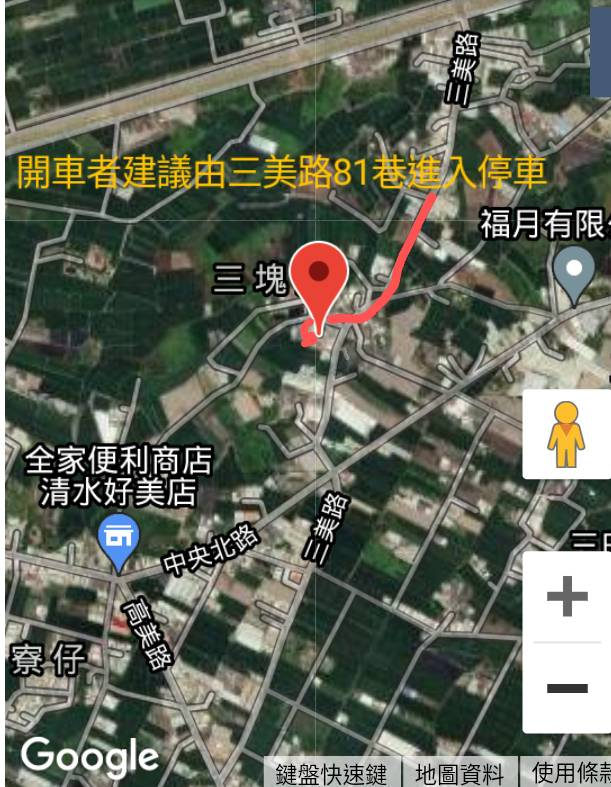 三美路
開車者建議由三美路81巷進入停車
福月有限
三塊
全家便利商店
清水好美店
三美路
中央北路
高美路
寮仔
Google
鍵盤快速鍵
地圖資料
使用條款